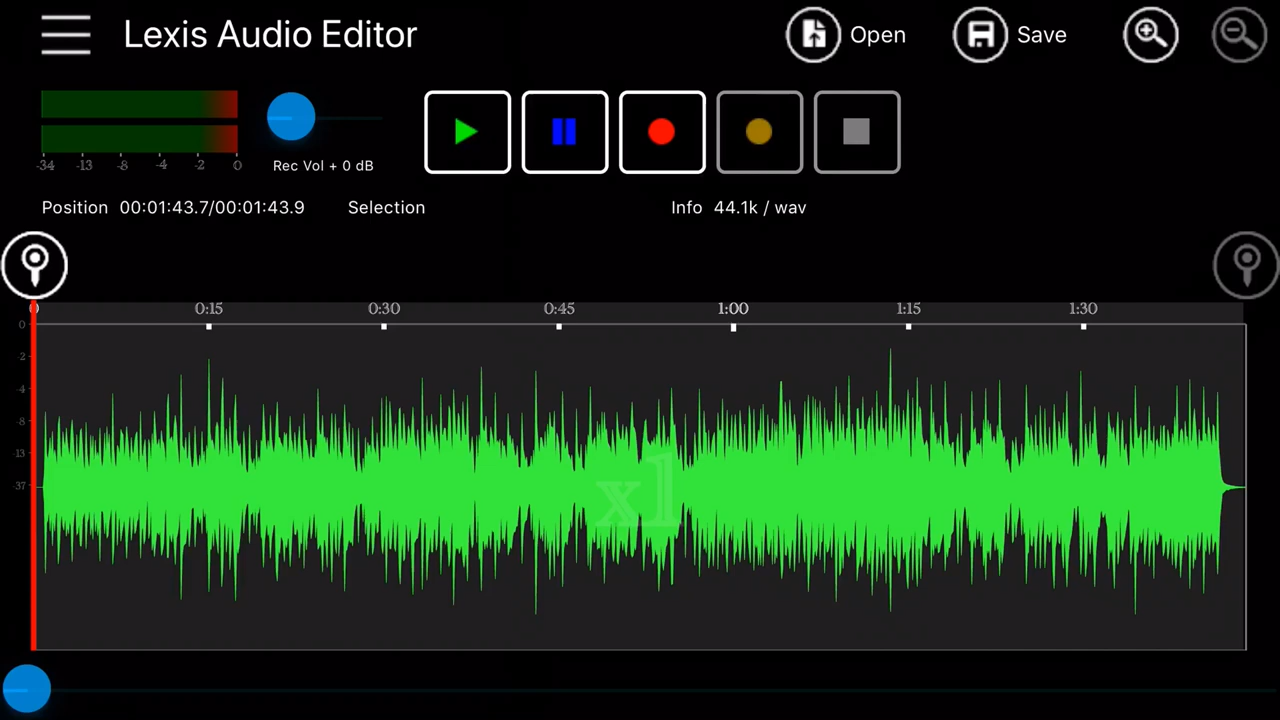 Lexis Audio Editor
Open
Save
-34 -13 -8 -4 -2 0
Rec Vol + 0 dB
Position 00:01:43.7/00:01:43.9 Selection Info 44.1k / wav
0 0:15 0:30 0:45 1:00 1:15 1:30
0
-2
-4
-8
-13
-37
x1